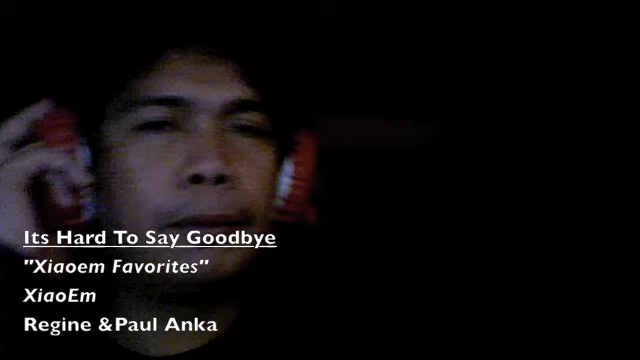 Its Hard To Say Goodbye
"Xiaoem Favorites"
XiaoEm
Regine &Paul Anka